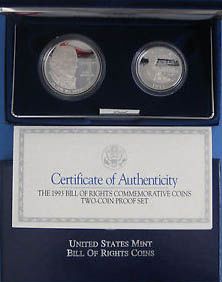 Certificate of Authenticity
THE 1993 BILL OF RIGHTS COMMEMORATIVE COINS
TWO-COIN PROOF SET
UNITED STATES MINT
BILL OF RIGHTS COINS